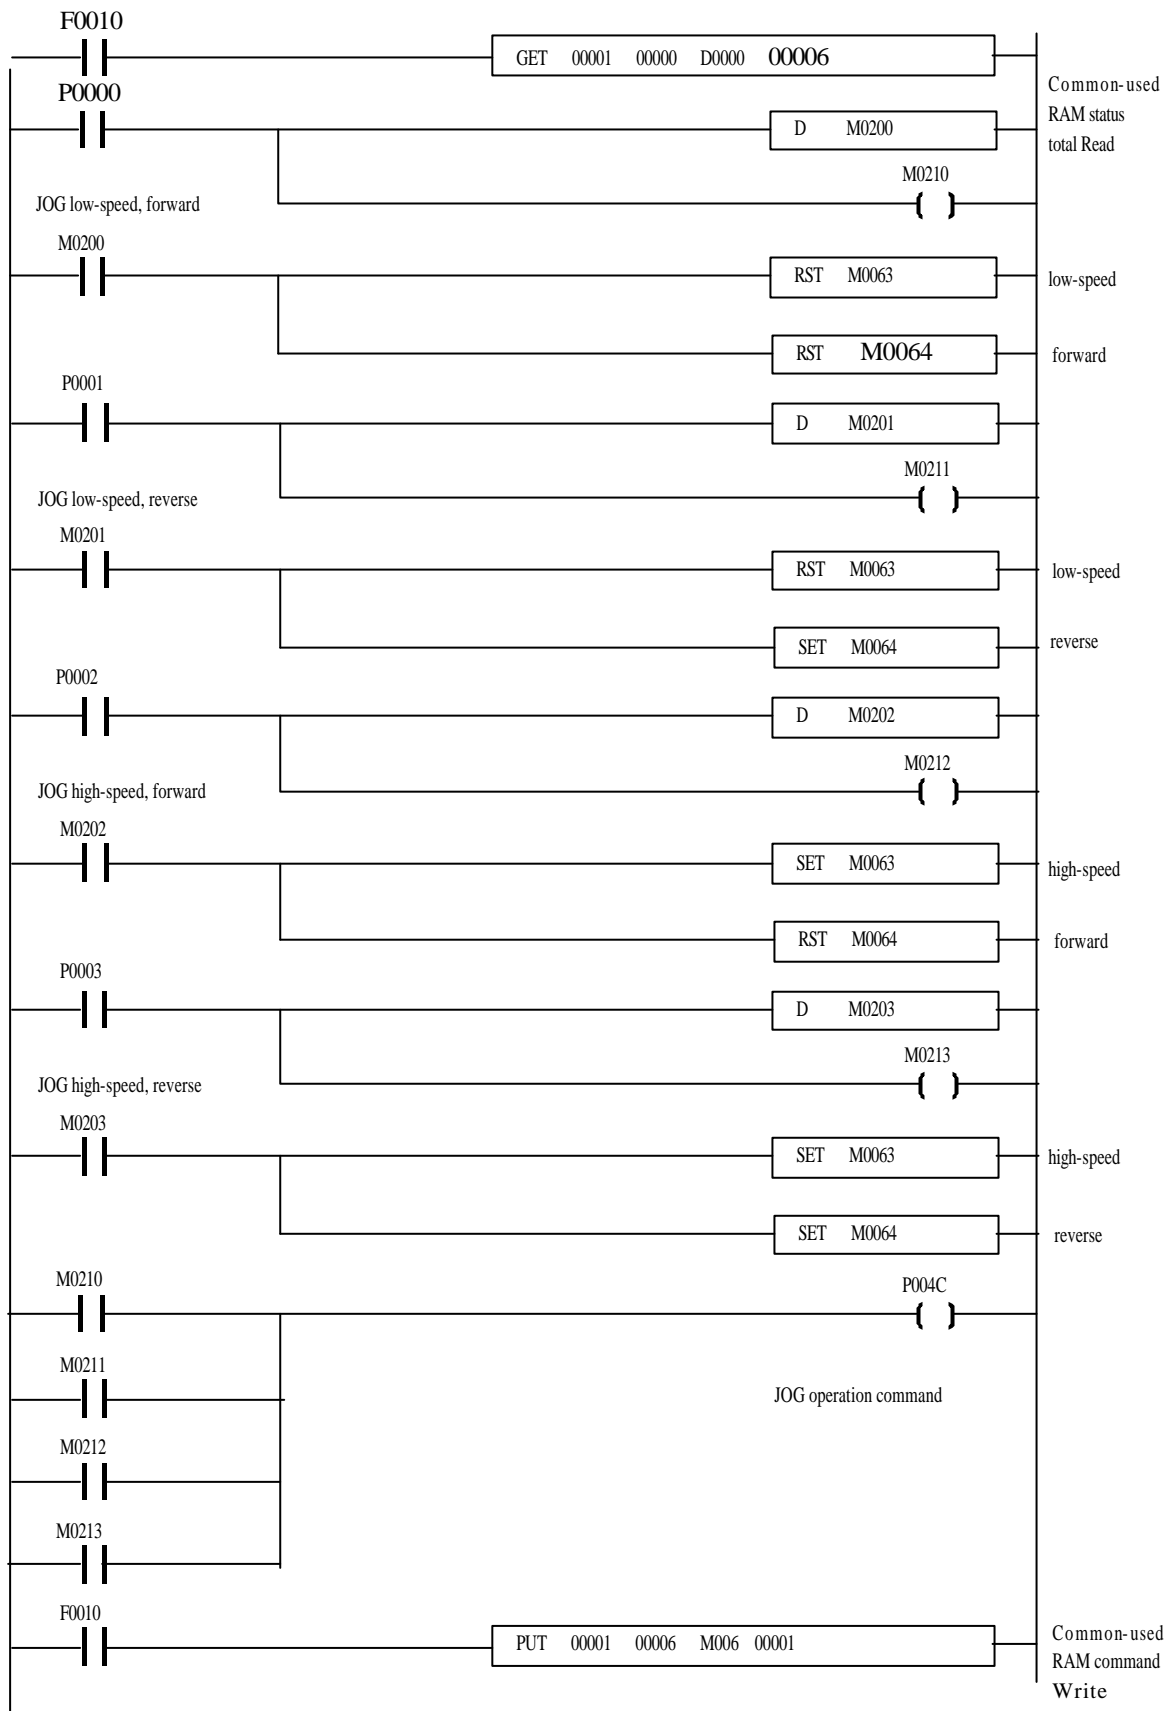 F0010
GET 00001 00000 D0000 00006
Common-used
RAM status
total Read
P0000
D M0200
M0210
JOG low-speed, forward
M0200
RST M0063
low-speed
RST M0064
forward
P0001
D M0201
M0211
JOG low-speed, reverse
M0201
RST M0063
low-speed
SET M0064
reverse
P0002
D M0202
M0212
JOG high-speed, forward
M0202
SET M0063
high-speed
RST M0064
forward
P0003
D M0203
M0213
JOG high-speed, reverse
M0203
SET M0063
high-speed
SET M0064
reverse
M0210
P004C
M0211
JOG operation command
M0212
M0213
F0010
PUT 00001 00006 M006 00001
Common-used
RAM command
Write